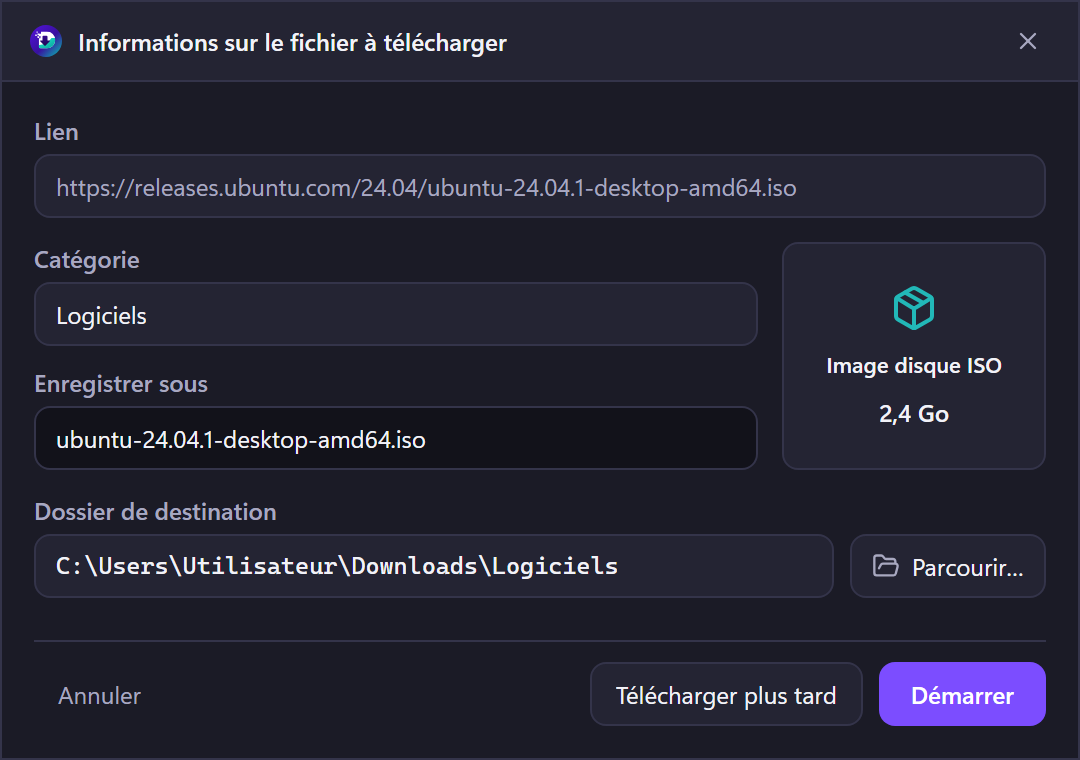 Informations sur le fichier à télécharger
Lien
https://releases.ubuntu.com/24.04/ubuntu-24.04.1-desktop-amd64.iso
Catégorie
Logiciels
Image disque ISO
2,4 Go
Enregistrer sous
ubuntu-24.04.1-desktop-amd64.iso
Dossier de destination
C:\Users\Utilisateur\Downloads\Logiciels
Parcourir...
Annuler
Télécharger plus tard
Démarrer